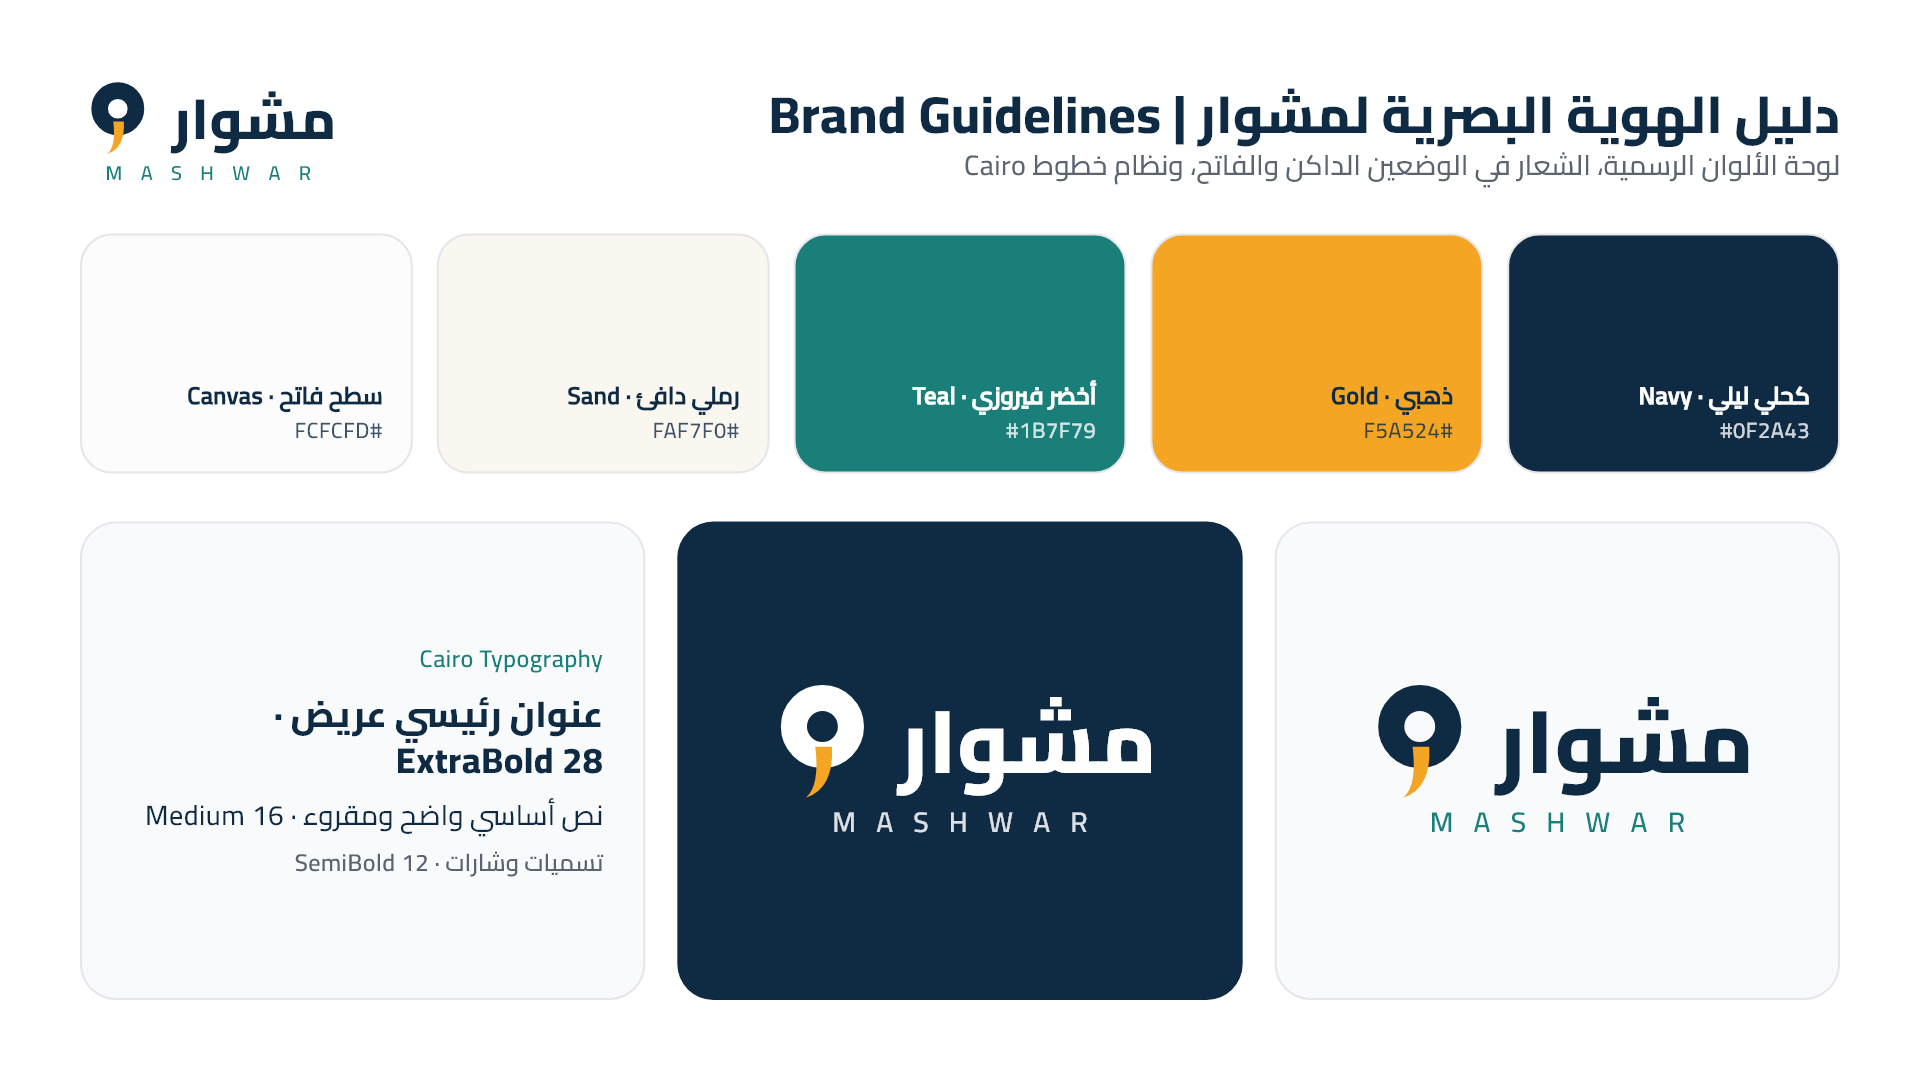 دليل الهوية البصرية لمشوار | Brand Guidelines
لوحة الألوان الرسمية، الشعار في الوضعين الداكن والفاتح، ونظام خطوط Cairo
مشوار
MASHWAR
كحلي ليلي · Navy
#0F2A43
ذهبي · Gold
F5A524#
أخضر فيروزي · Teal
#1B7F79
رملي دافئ · Sand
FAF7F0#
سطح فاتح · Canvas
FCFCFD#
مشوار
MASHWAR
مشوار
MASHWAR
Cairo Typography
عنوان رئيسي عريض ·
ExtraBold 28
نص أساسي واضح ومقروء · Medium 16
تسميات وشارات · SemiBold 12